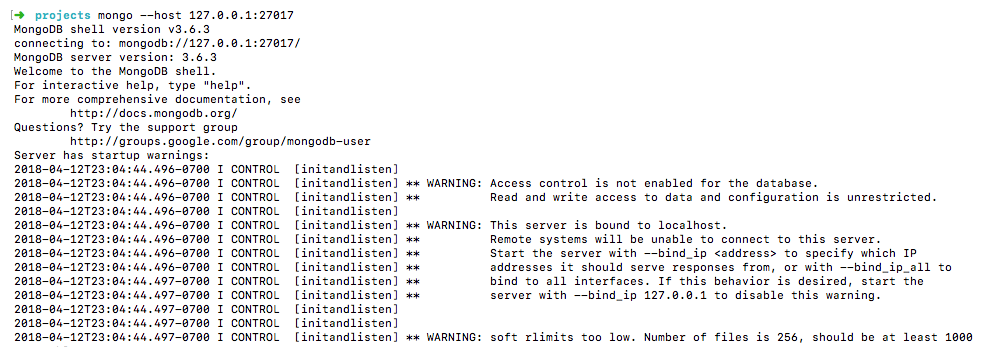 [➜  projects mongo --host 127.0.0.1:27017
MongoDB shell version v3.6.3
connecting to: mongodb://127.0.0.1:27017/
MongoDB server version: 3.6.3
Welcome to the MongoDB shell.
For interactive help, type "help".
For more comprehensive documentation, see
        http://docs.mongodb.org/
Questions? Try the support group
        http://groups.google.com/group/mongodb-user
Server has startup warnings:
2018-04-12T23:04:44.496-0700 I CONTROL  [initandlisten]
2018-04-12T23:04:44.496-0700 I CONTROL  [initandlisten] ** WARNING: Access control is not enabled for the database.
2018-04-12T23:04:44.496-0700 I CONTROL  [initandlisten] **          Read and write access to data and configuration is unrestricted.
2018-04-12T23:04:44.496-0700 I CONTROL  [initandlisten]
2018-04-12T23:04:44.496-0700 I CONTROL  [initandlisten] ** WARNING: This server is bound to localhost.
2018-04-12T23:04:44.496-0700 I CONTROL  [initandlisten] **          Remote systems will be unable to connect to this server.
2018-04-12T23:04:44.496-0700 I CONTROL  [initandlisten] **          Start the server with --bind_ip <address> to specify which IP
2018-04-12T23:04:44.496-0700 I CONTROL  [initandlisten] **          addresses it should serve responses from, or with --bind_ip_all to
2018-04-12T23:04:44.497-0700 I CONTROL  [initandlisten] **          bind to all interfaces. If this behavior is desired, start the
2018-04-12T23:04:44.497-0700 I CONTROL  [initandlisten] **          server with --bind_ip 127.0.0.1 to disable this warning.
2018-04-12T23:04:44.497-0700 I CONTROL  [initandlisten]
2018-04-12T23:04:44.497-0700 I CONTROL  [initandlisten]
2018-04-12T23:04:44.497-0700 I CONTROL  [initandlisten] ** WARNING: soft rlimits too low. Number of files is 256, should be at least 1000